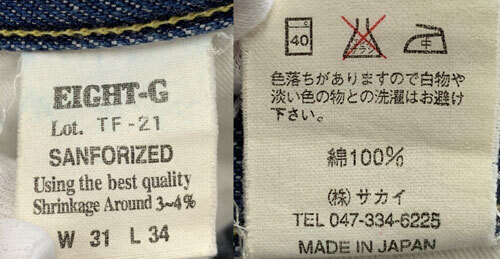 EIGHT-G
Lot. TF-21
SANFORIZED
Using the best quality
Shrinkage Around 3~4%
W 31 L 34
40
中
色落ちがありますので白物や
淡い色の物との洗濯はお避け
下さい。
綿100%
(株)サカイ
TEL 047-334-6225
MADE IN JAPAN